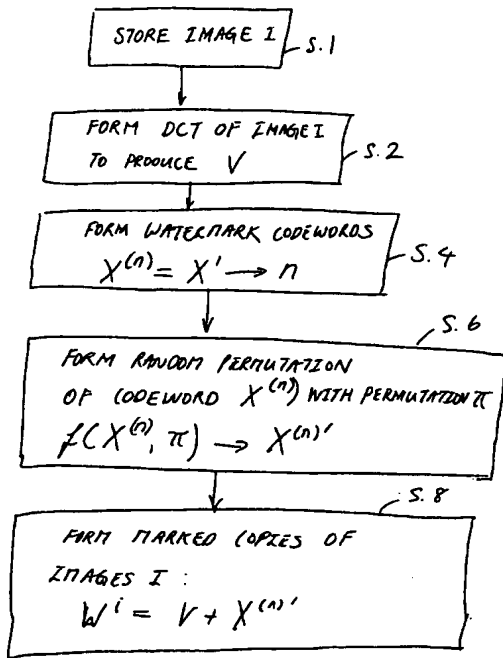 STORE IMAGE I
S.1
FORM DCT OF IMAGE I
TO PRODUCE V
S.2
FORM WATERMARK CODEWORDS
X^(n) = X' → n
S.4
S.6
FORM RANDOM PERMUTATION
OF CODEWORD X^(n) WITH PERMUTATION π
f(X^(n), π) → X^(n)'
S.8
FORM MARKED COPIES OF
IMAGES I :
W^i = V + X^(n)'